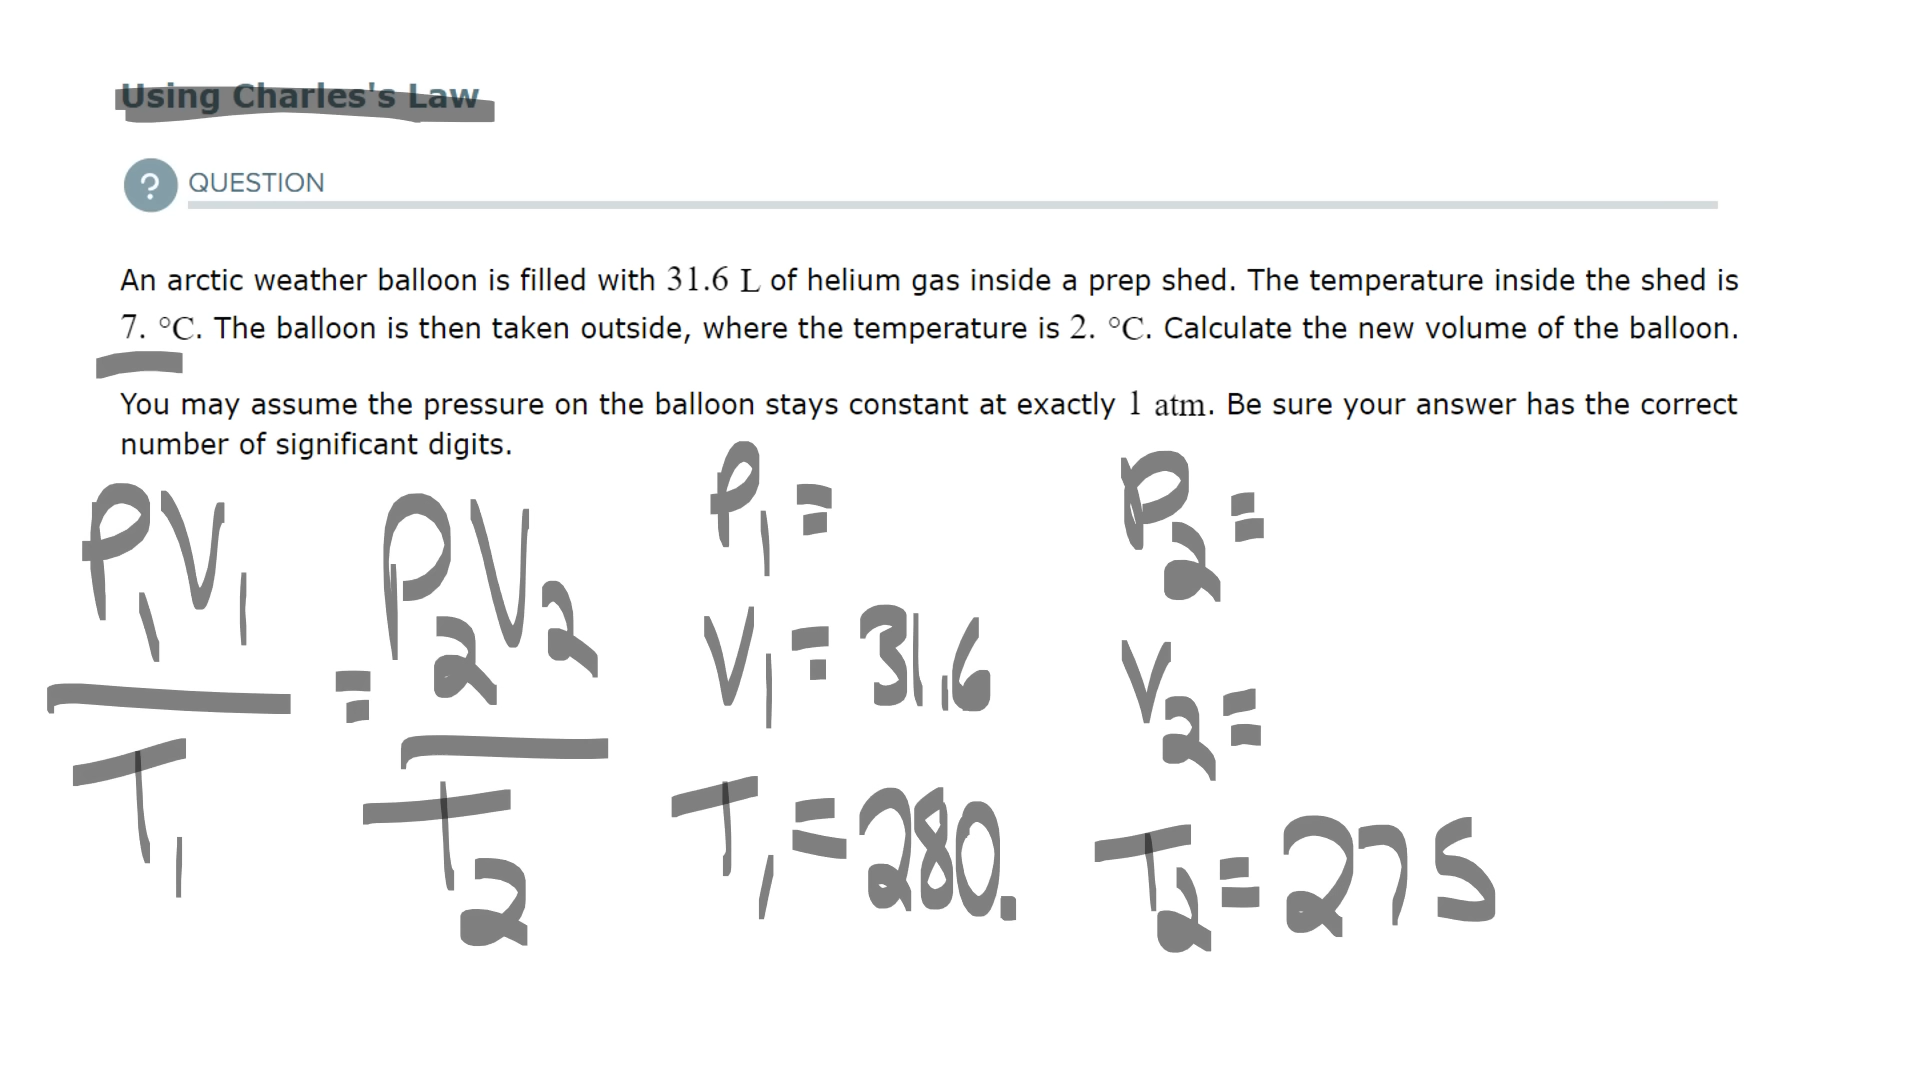 Using Charles's Law
? QUESTION
An arctic weather balloon is filled with 31.6 L of helium gas inside a prep shed. The temperature inside the shed is
7. °C. The balloon is then taken outside, where the temperature is 2. °C. Calculate the new volume of the balloon.
You may assume the pressure on the balloon stays constant at exactly 1 atm. Be sure your answer has the correct
number of significant digits.
P₁V₁ = P₂V₂
T₁ T₂
P₁ = P₂ =
V₁ = 31.6 V₂ =
T₁ = 280. T₂ = 275